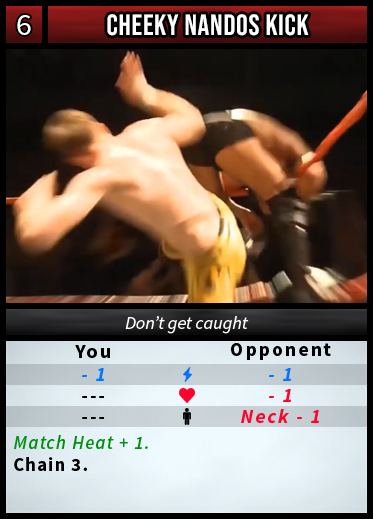 6 CHEEKY NANDOS KICK
Don't get caught
You Opponent
- 1 - 1
--- - 1
--- Neck - 1
Match Heat + 1.
Chain 3.